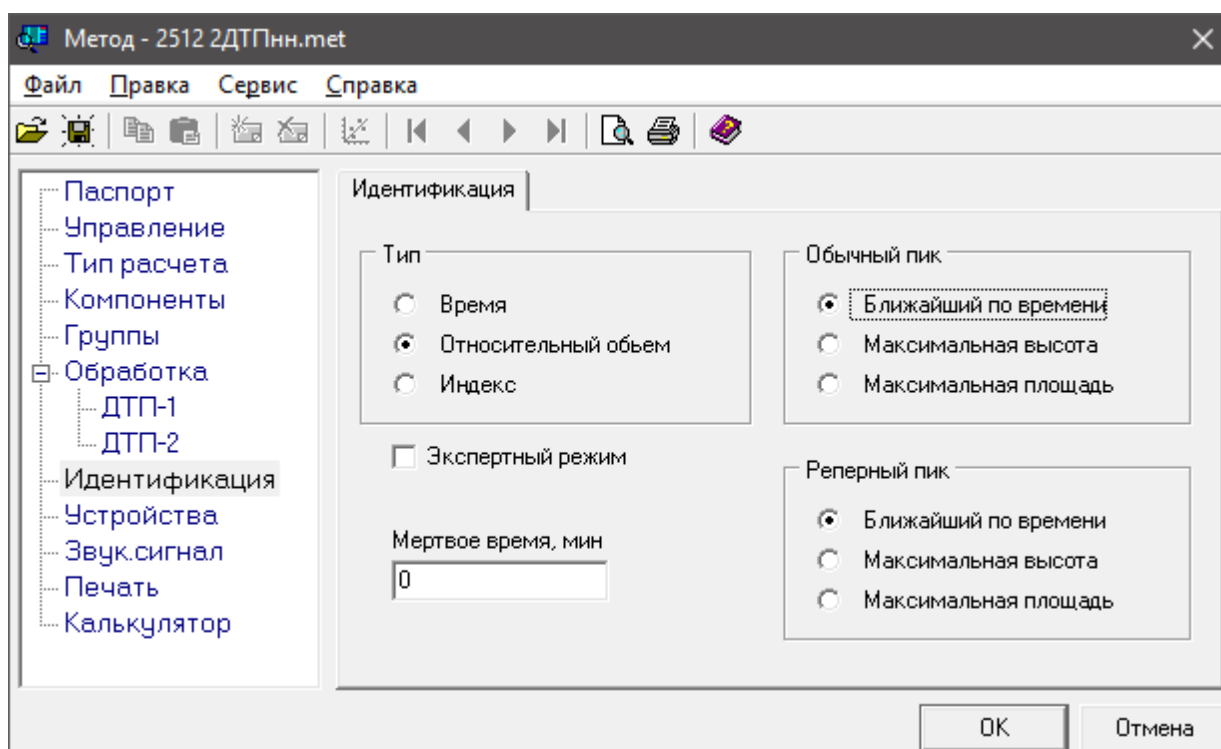 Метод - 2512 2ДТПнн.met
Файл Правка Сервис Справка
Паспорт
Управление
Тип расчета
Компоненты
Группы
Обработка
ДТП-1
ДТП-2
Идентификация
Устройства
Звук.сигнал
Печать
Калькулятор
Идентификация
Тип
Время
Относительный обьем
Индекс
Экспертный режим
Мертвое время, мин
0
Обычный пик
Ближайший по времени
Максимальная высота
Максимальная площадь
Реперный пик
Ближайший по времени
Максимальная высота
Максимальная площадь
OK Отмена